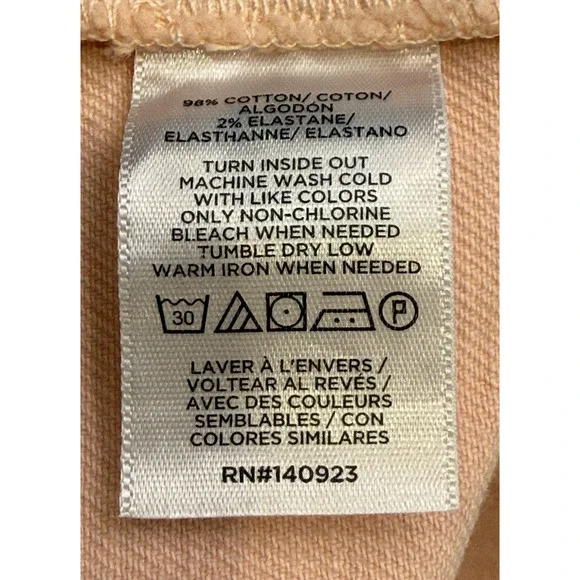 98% COTTON/ COTON/
ALGODÓN
2% ELASTANE/
ELASTHANNE/ ELASTANO
TURN INSIDE OUT
MACHINE WASH COLD
WITH LIKE COLORS
ONLY NON-CHLORINE
BLEACH WHEN NEEDED
TUMBLE DRY LOW
WARM IRON WHEN NEEDED
30 P
LAVER À L'ENVERS /
VOLTEAR AL REVÉS /
AVEC DES COULEURS
SEMBLABLES / CON
COLORES SIMILARES
RN#140923